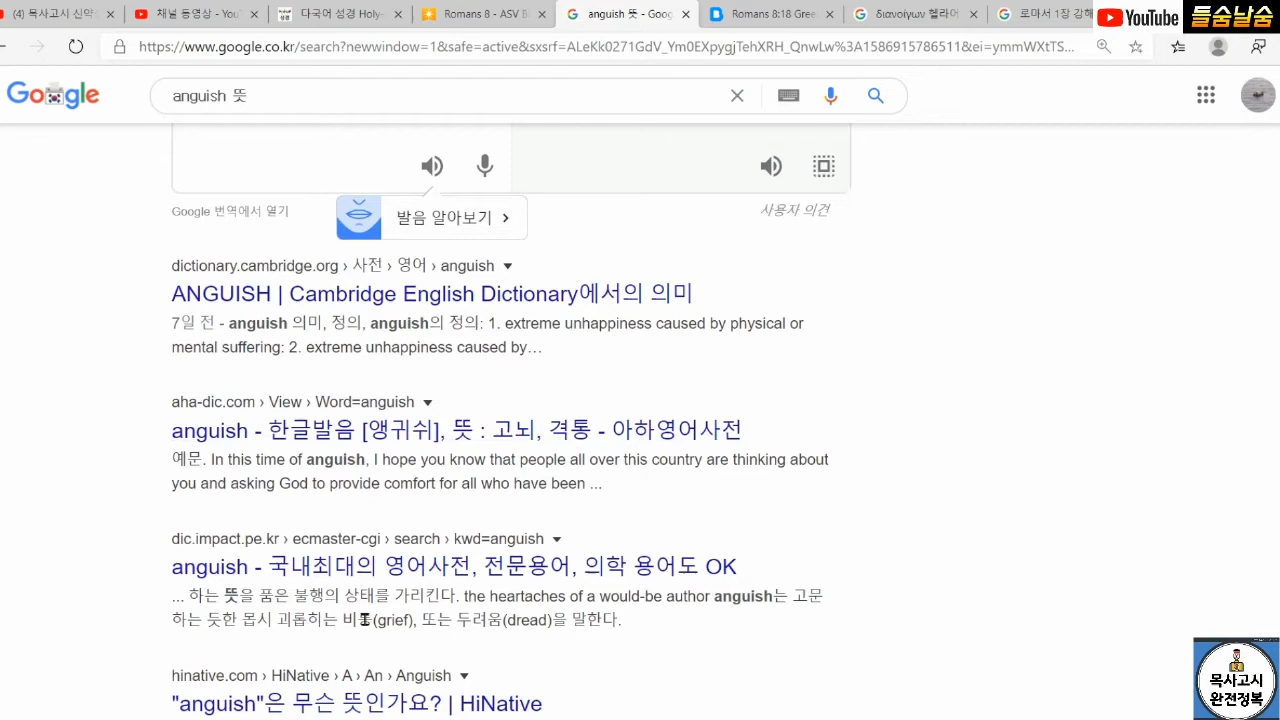 (4) 목사고시 신약
채널 동영상 - You
다국어 성경 Holy-
Romans 8
anguish 뜻 - Goog
Romans 8:18 Gree
διανοίγων 헬라어
로마서 1장 강해
YouTube
들숨날숨
https://www.google.co.kr/search?newwindow=1&safe=active&sxsrf=ALeKk0271GdV_Ym0EXpygjTehXRH_QnwLw%3A1586915786511&ei=ymmWXtTS...
Google
anguish 뜻
Google 번역에서 열기
발음 알아보기
사용자 의견
dictionary.cambridge.org › 사전 › 영어 › anguish
ANGUISH | Cambridge English Dictionary에서의 의미
7일 전 - anguish 의미, 정의, anguish의 정의: 1. extreme unhappiness caused by physical or
mental suffering: 2. extreme unhappiness caused by…
aha-dic.com › View › Word=anguish
anguish - 한글발음 [앵귀쉬], 뜻 : 고뇌, 격통 - 아하영어사전
예문. In this time of anguish, I hope you know that people all over this country are thinking about
you and asking God to provide comfort for all who have been ...
dic.impact.pe.kr › ecmaster-cgi › search › kwd=anguish
anguish - 국내최대의 영어사전, 전문용어, 의학 용어도 OK
... 하는 뜻을 품은 불행의 상태를 가리킨다. the heartaches of a would-be author anguish는 고문
하는 듯한 몹시 괴롭히는 비통(grief), 또는 두려움(dread)을 말한다.
hinative.com › HiNative › A › An › Anguish
"anguish"은 무슨 뜻인가요? | HiNative
목사고시
완전정복